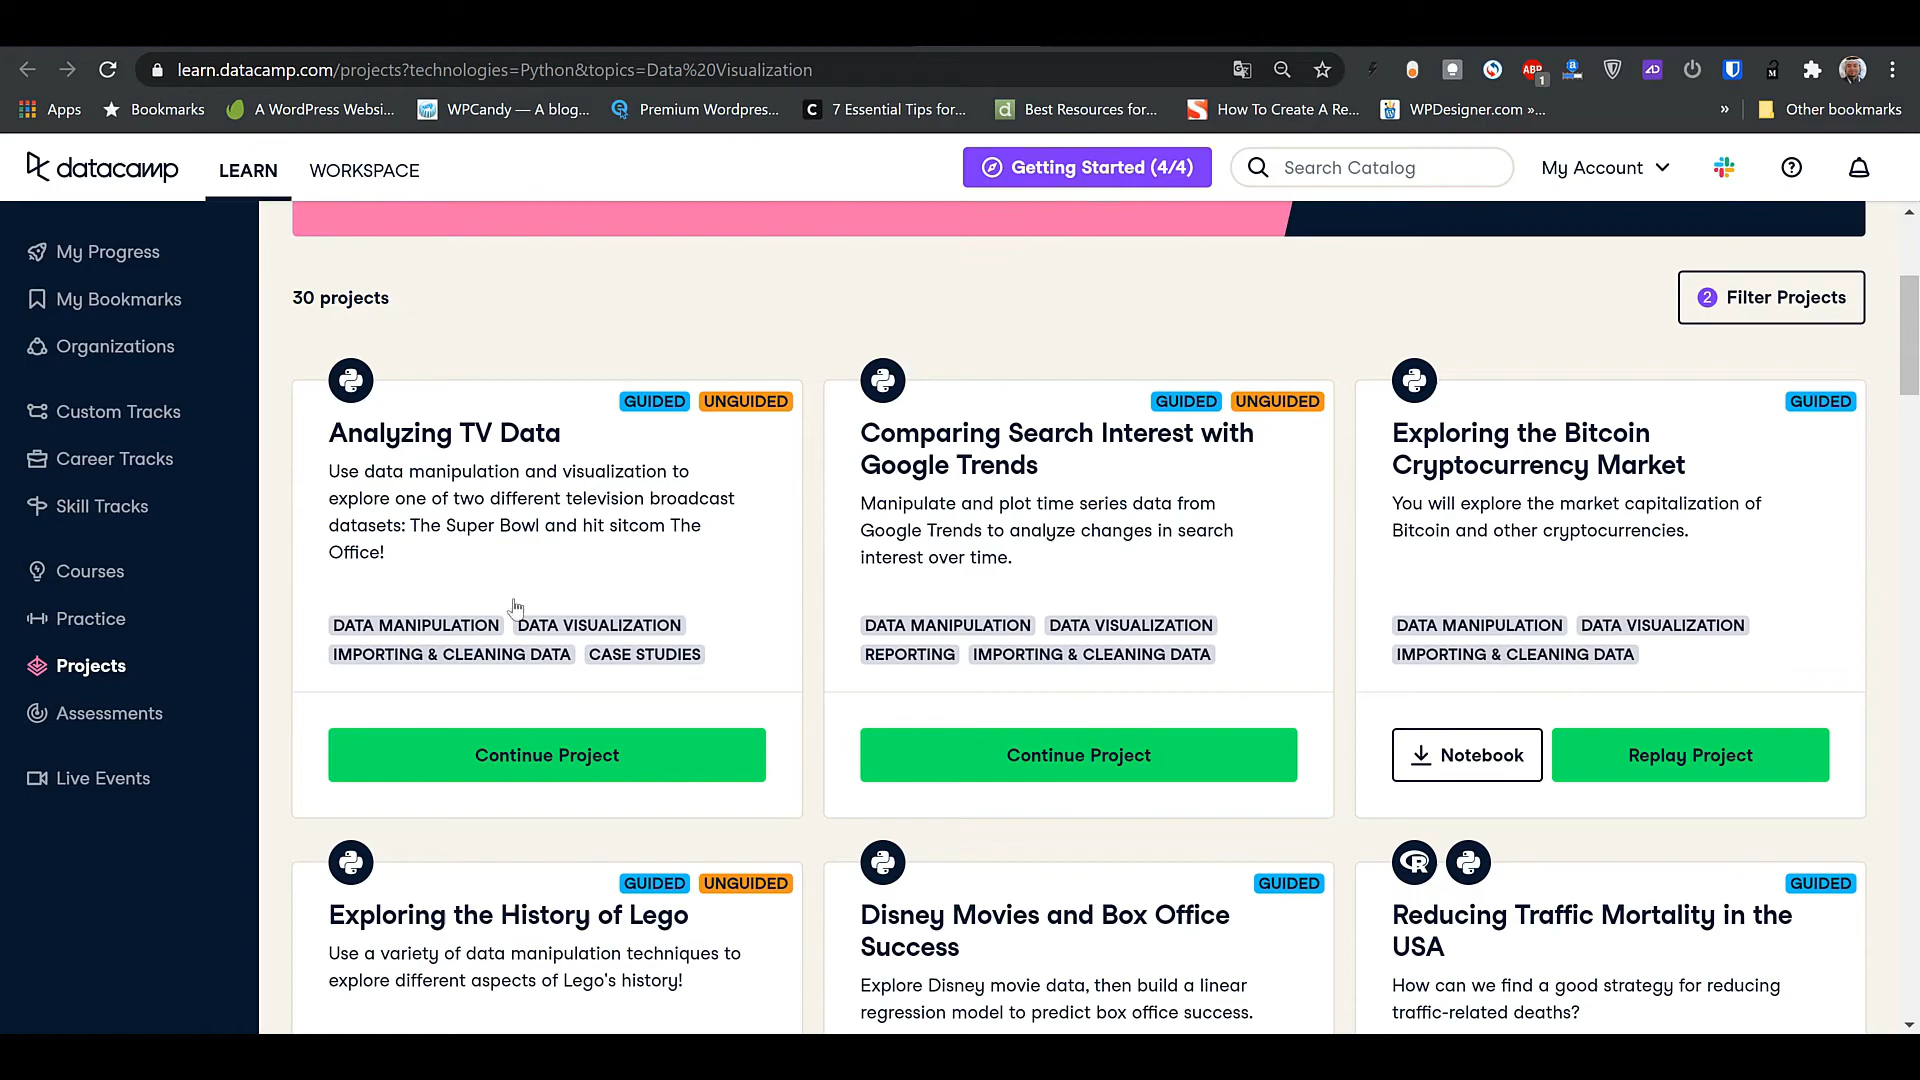 learn.datacamp.com/projects?technologies=Python&topics=Data%20Visualization
ABP
1
Apps
Bookmarks
A WordPress Websi...
WPCandy — A blog...
Premium Wordpres...
7 Essential Tips for...
Best Resources for...
How To Create A Re...
WPDesigner.com »...
»
Other bookmarks
datacamp
LEARN
WORKSPACE
Getting Started (4/4)
Search Catalog
My Account
My Progress
My Bookmarks
Organizations
Custom Tracks
Career Tracks
Skill Tracks
Courses
Practice
Projects
Assessments
Live Events
30 projects
2 Filter Projects
GUIDED UNGUIDED
Analyzing TV Data
Use data manipulation and visualization to
explore one of two different television broadcast
datasets: The Super Bowl and hit sitcom The
Office!
DATA MANIPULATION DATA VISUALIZATION
IMPORTING & CLEANING DATA CASE STUDIES
Continue Project
GUIDED UNGUIDED
Comparing Search Interest with
Google Trends
Manipulate and plot time series data from
Google Trends to analyze changes in search
interest over time.
DATA MANIPULATION DATA VISUALIZATION
REPORTING IMPORTING & CLEANING DATA
Continue Project
GUIDED
Exploring the Bitcoin
Cryptocurrency Market
You will explore the market capitalization of
Bitcoin and other cryptocurrencies.
DATA MANIPULATION DATA VISUALIZATION
IMPORTING & CLEANING DATA
Notebook
Replay Project
GUIDED UNGUIDED
Exploring the History of Lego
Use a variety of data manipulation techniques to
explore different aspects of Lego's history!
GUIDED
Disney Movies and Box Office
Success
Explore Disney movie data, then build a linear
regression model to predict box office success.
R
GUIDED
Reducing Traffic Mortality in the
USA
How can we find a good strategy for reducing
traffic-related deaths?